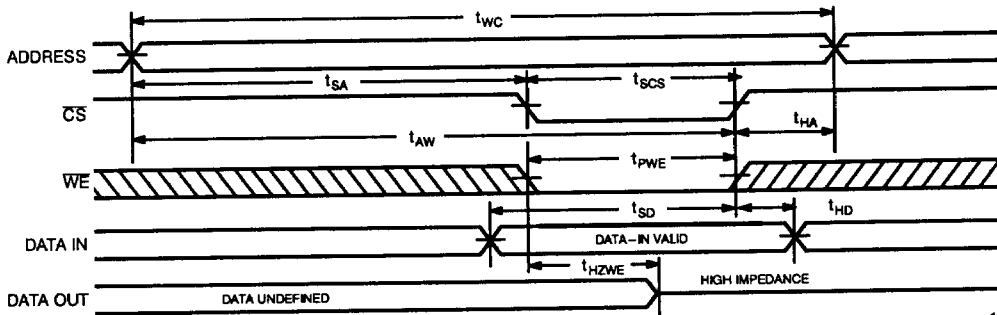 tWC
ADDRESS
tSA
tSCS
CS
tAW
tHA
WE
tPWE
tSD
tHD
DATA IN
DATA-IN VALID
tHZWE
HIGH IMPEDANCE
DATA OUT
DATA UNDEFINED